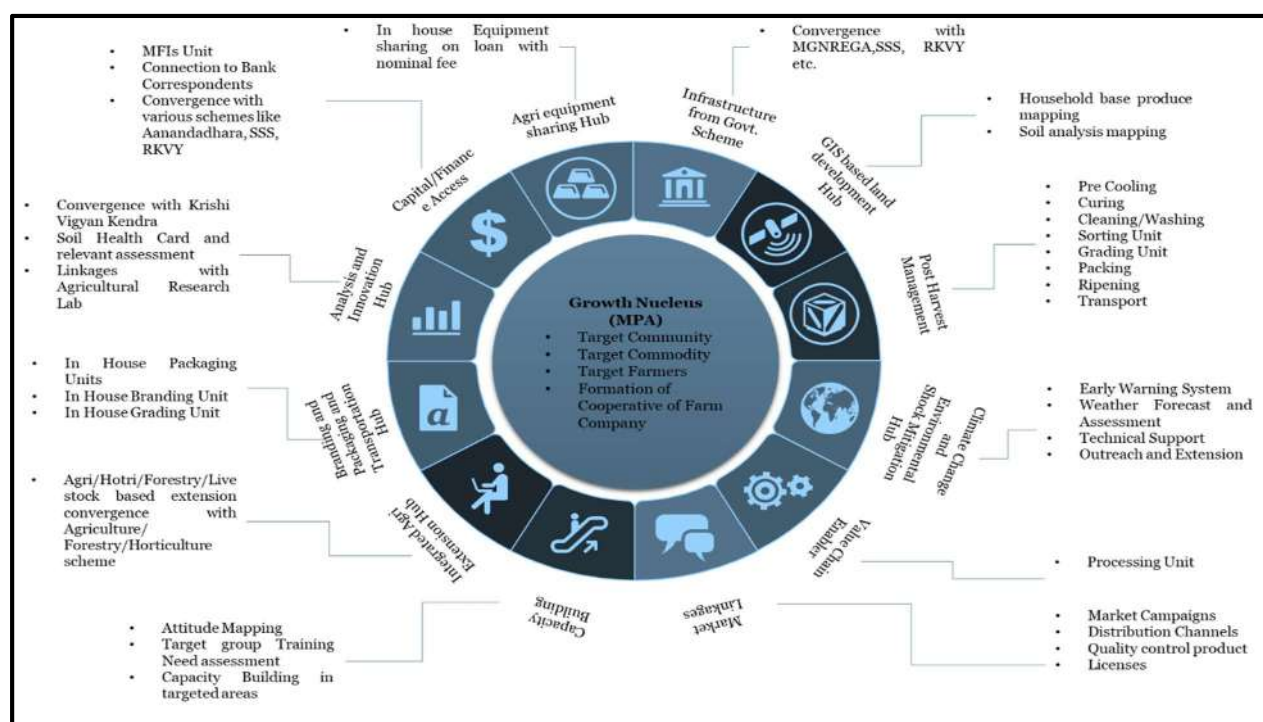 • MFIs Unit
• Connection to Bank
Correspondents
• Convergence with
various schemes like
Aanandadhara, SSS,
RKVY
• In house Equipment
sharing loan with
nominal fee
• Convergence with
MGNREGA,SSS, RKVY
etc.
• Household base produce
mapping
• Soil analysis mapping
• Pre Cooling
• Curing
• Cleaning/Washing
• Sorting Unit
• Grading Unit
• Packing
• Ripening
• Transport
• Early Warning System
• Weather Forecast and
Assessment
• Technical Support
• Outreach and Extension
• Processing Unit
• Market Campaigns
• Distribution Channels
• Quality control product
• Licenses
• Attitude Mapping
• Target group Training
Need assessment
• Capacity Building in
targeted areas
• Agri/Hotri/Forestry/Live
stock based extension
convergence with
Agriculture/
Forestry/Horticulture
scheme
• In House Packaging
Units
• In House Branding Unit
• In House Grading Unit
• Convergence with Krishi
Vigyan Kendra
• Soil Health Card and
relevant assessment
• Linkages with
Agricultural Research
Lab
Agri equipment
sharing Hub
Infrastructure
from Govt.
Scheme
GIS based land
development
Hub
Post Harvest
Management
Climate Change
and
Environmental
Shock Mitigation
Hub
Value Chain
Enabler
Market
Linkages
Capacity
Building
Integrated Agri
Extension Hub
Branding and
Packaging and
Transportation
Hub
Analysis and
Innovation
Hub
Capital/Financ
e Access
$
a
Growth Nucleus
(MPA)
• Target Community
• Target Commodity
• Target Farmers
• Formation of
Cooperative of Farm
Company